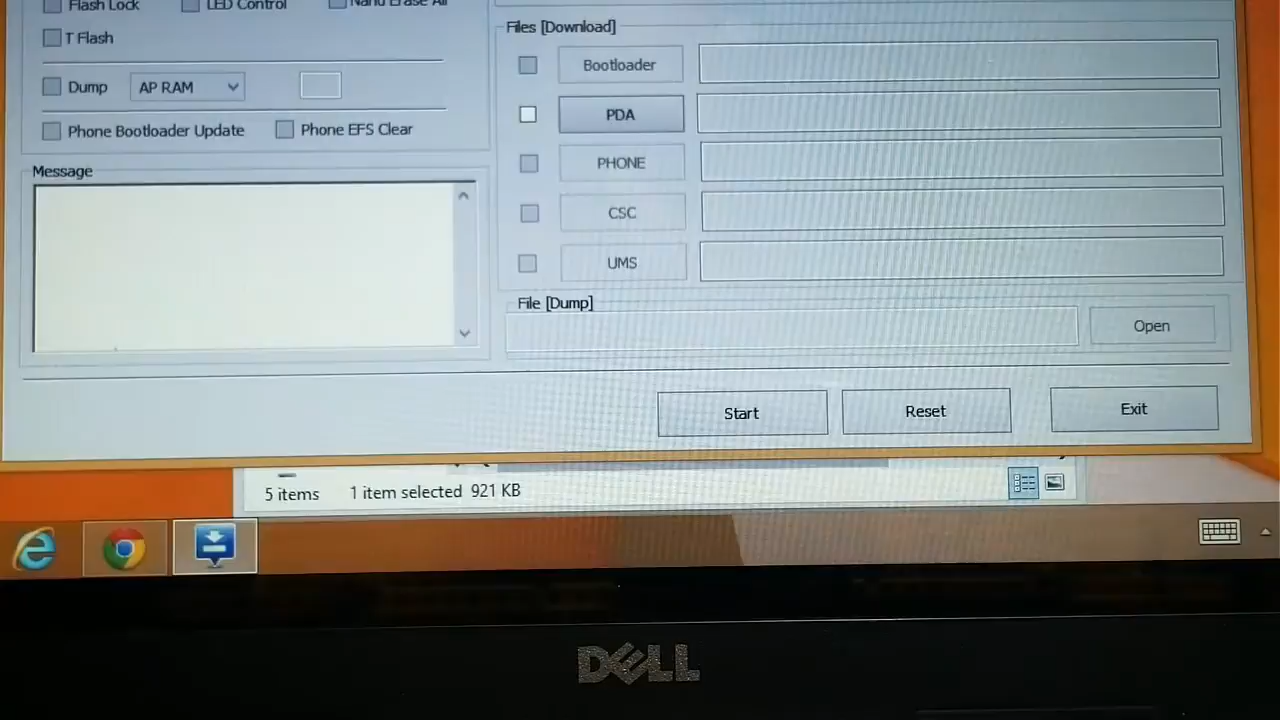 Flash Lock LED Control Nand Erase All
T Flash
Dump AP RAM
Phone Bootloader Update Phone EFS Clear
Message
Files [Download]
Bootloader
PDA
PHONE
CSC
UMS
File [Dump]
Open
Start Reset Exit
5 items 1 item selected 921 KB
DELL